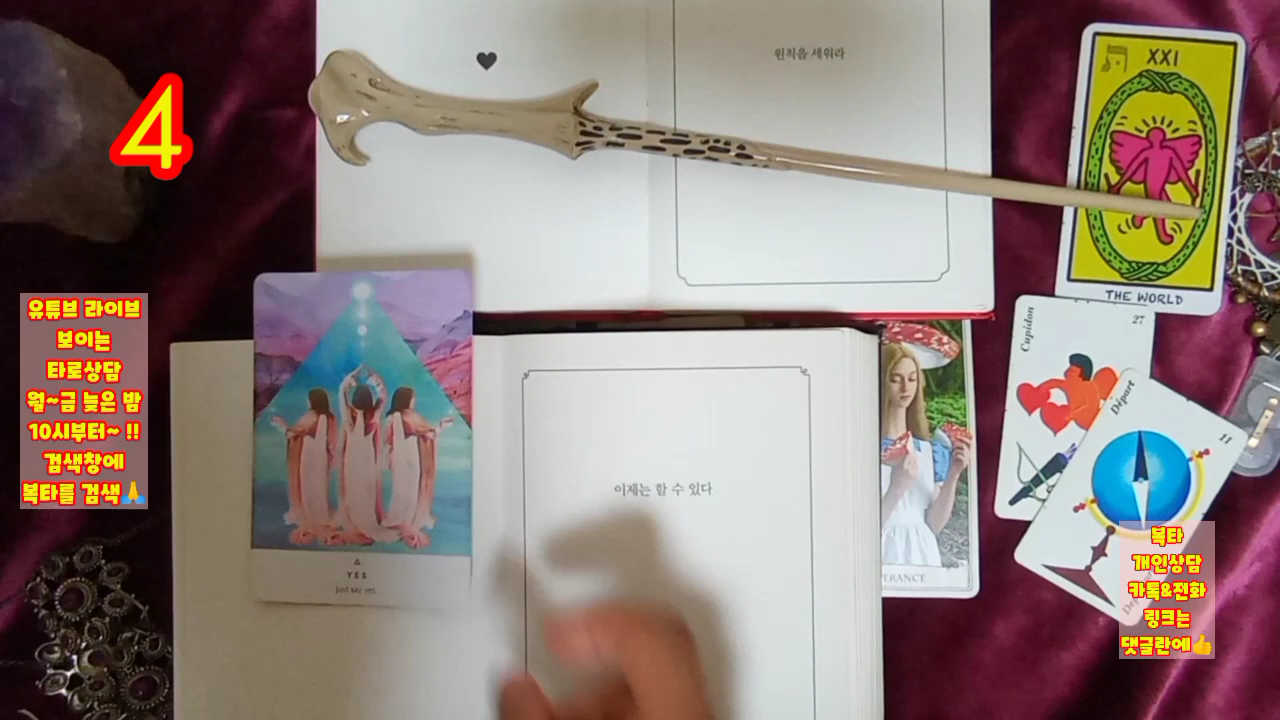 4
원칙을 세워라
XXI
THE WORLD
유튜브 라이브
보이는
타로상담
월~금 늦은 밤
10시부터~ !!
검색창에
복타를 검색🙏
YES
Just say yes.
이제는 할 수 있다
PERANCE
Cupidon
27
Départ
11
복타
개인상담
카톡&전화
링크는
댓글란에👍